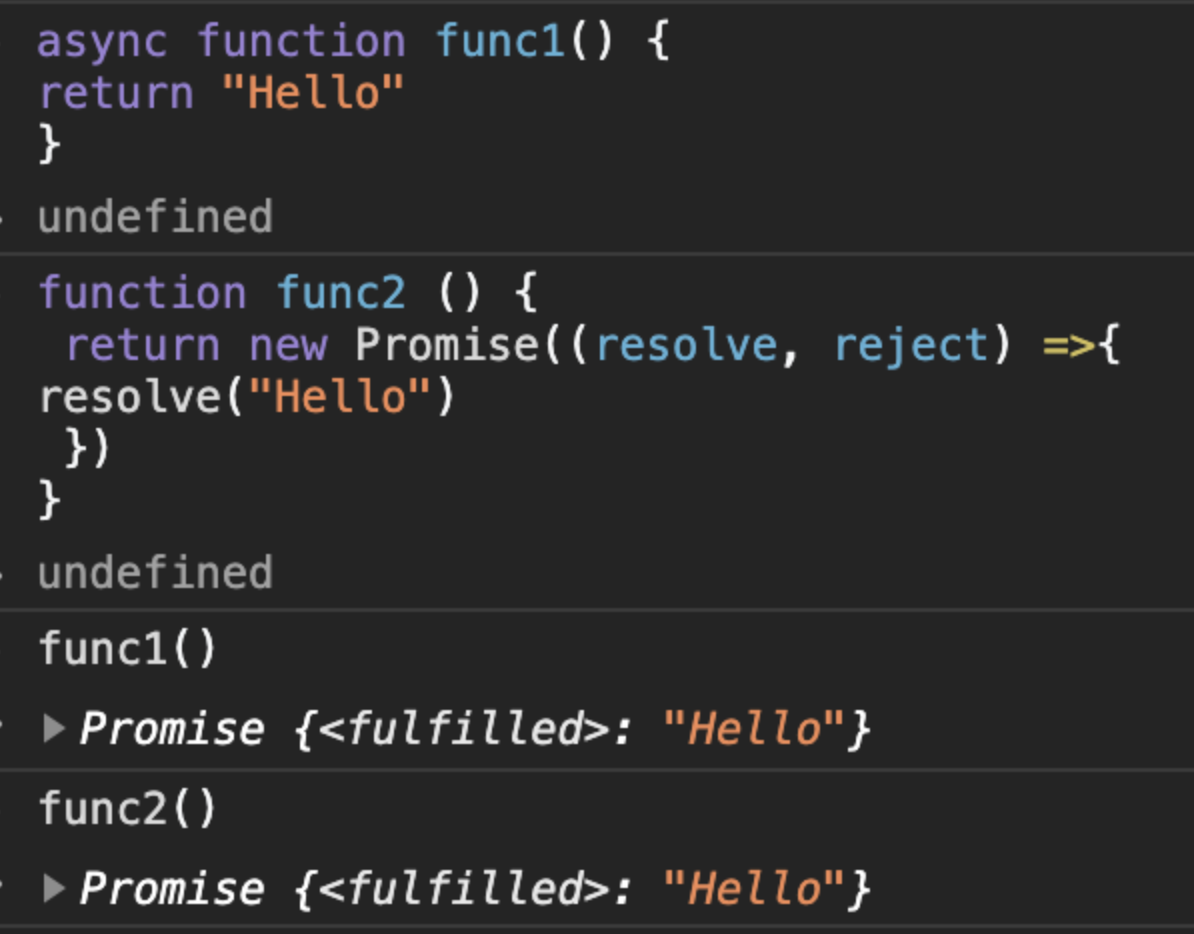 async function func1() {
return "Hello"
}
undefined
function func2 () {
 return new Promise((resolve, reject) =>{
resolve("Hello")
 })
}
undefined
func1()
Promise {<fulfilled>: "Hello"}
func2()
Promise {<fulfilled>: "Hello"}